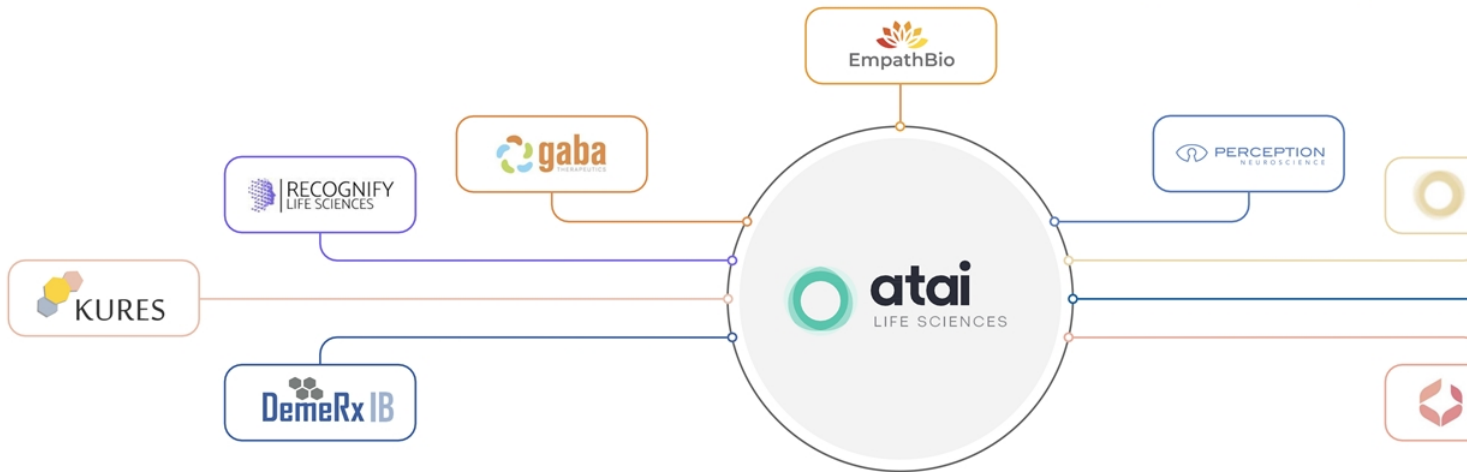 EmpathBio
gaba
THERAPEUTICS
PERCEPTION
NEUROSCIENCE
RECOGNIFY
LIFE SCIENCES
KURES
atai
LIFE SCIENCES
DemeRx IB